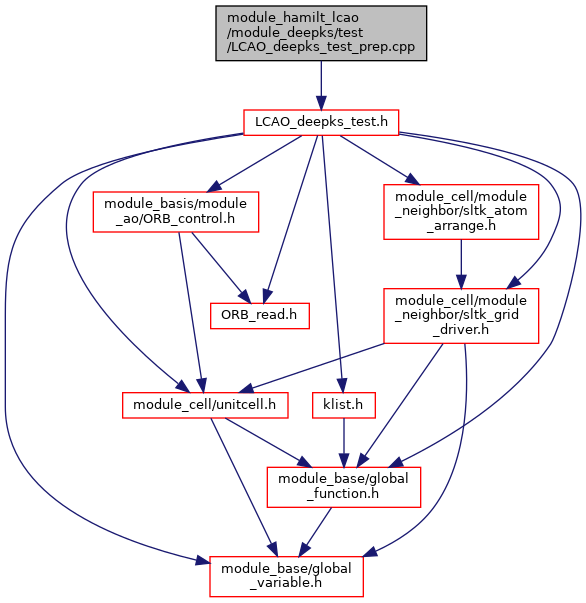 module_hamilt_lcao
/module_deepks/test
/LCAO_deepks_test_prep.cpp
LCAO_deepks_test.h
module_basis/module
_ao/ORB_control.h
module_cell/module
_neighbor/sltk_atom
_arrange.h
ORB_read.h
module_cell/module
_neighbor/sltk_grid
_driver.h
module_cell/unitcell.h
klist.h
module_base/global
_function.h
module_base/global
_variable.h